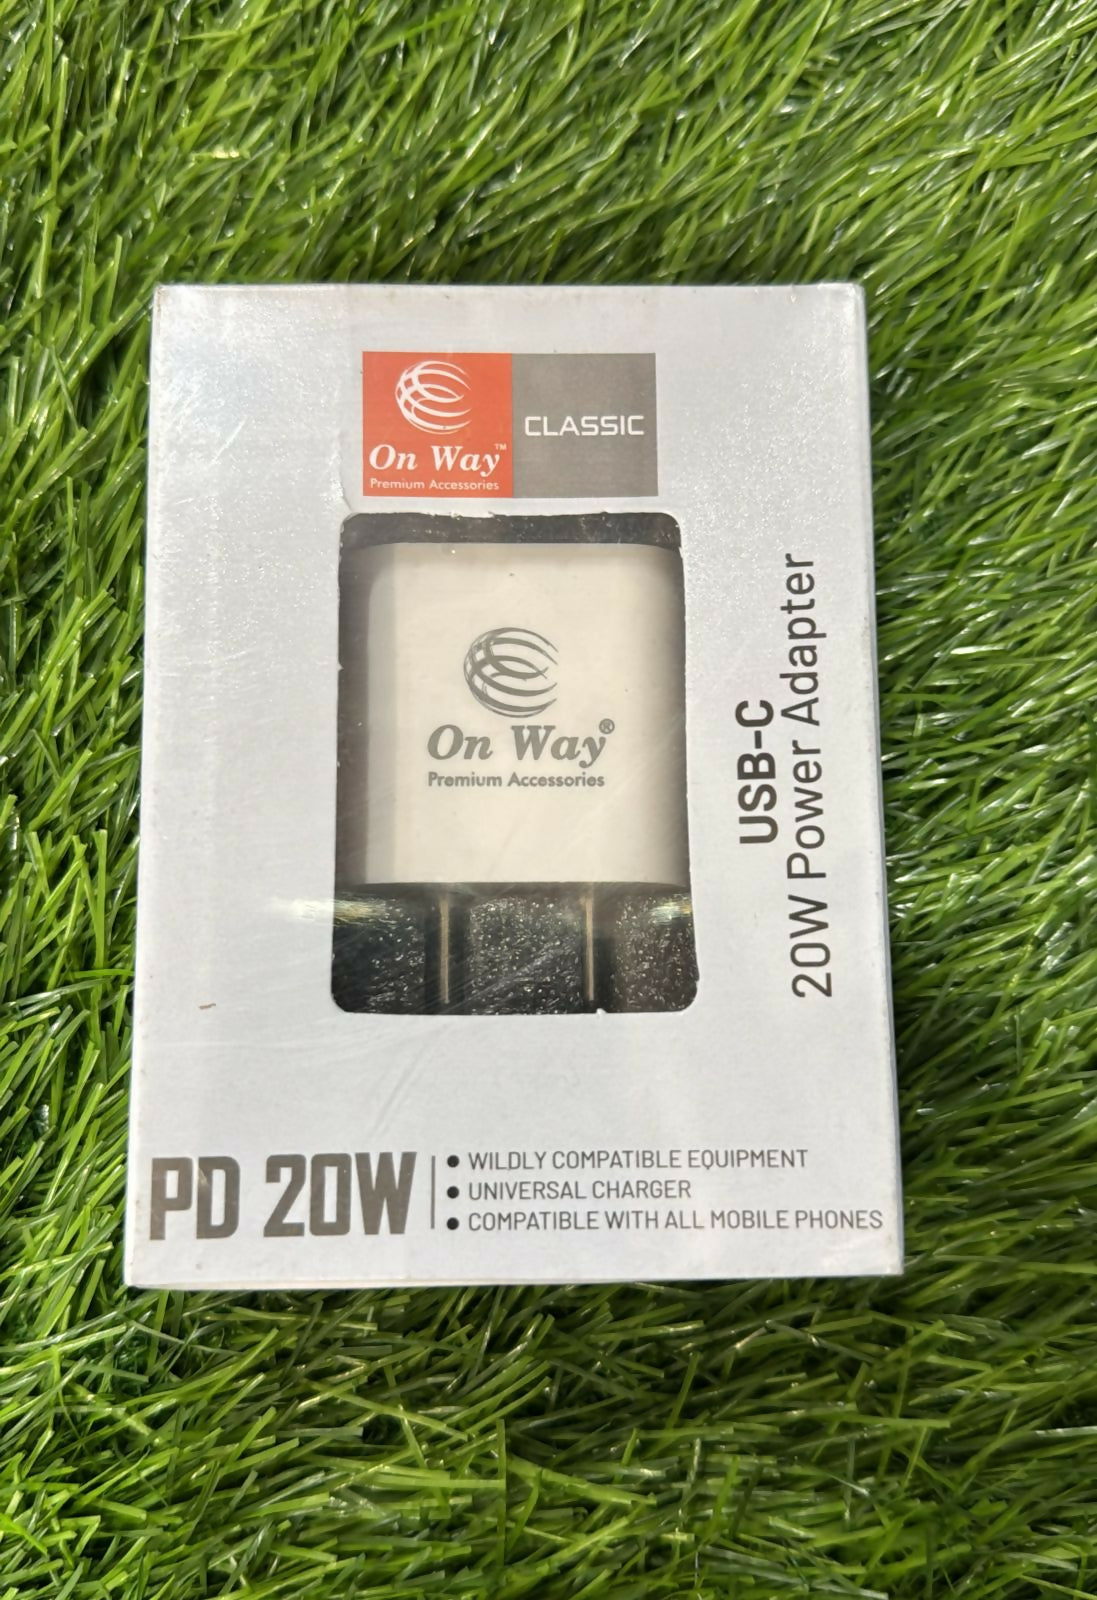 On Way™
Premium Accessories
CLASSIC
On Way®
Premium Accessories
USB-C
20W Power Adapter
PD 20W
• WILDLY COMPATIBLE EQUIPMENT
• UNIVERSAL CHARGER
• COMPATIBLE WITH ALL MOBILE PHONES